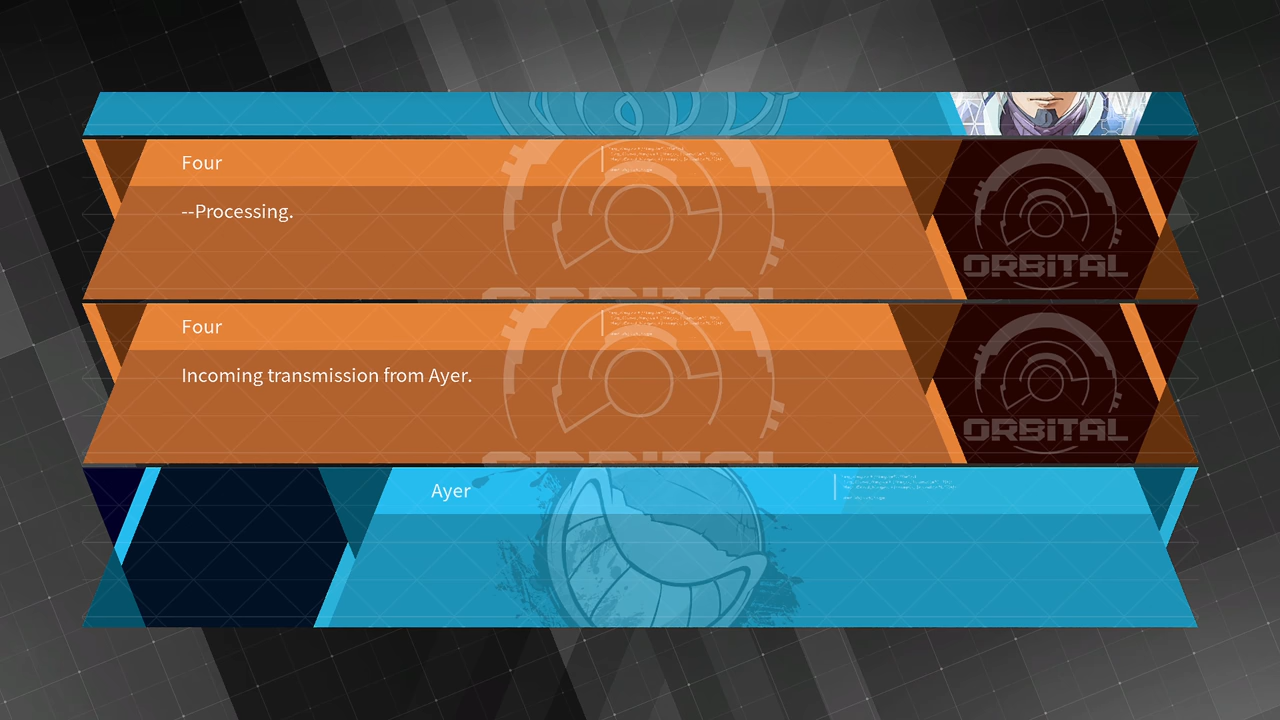 Four
--Processing.
ORBITAL
Four
Incoming transmission from Ayer.
ORBITAL
Ayer